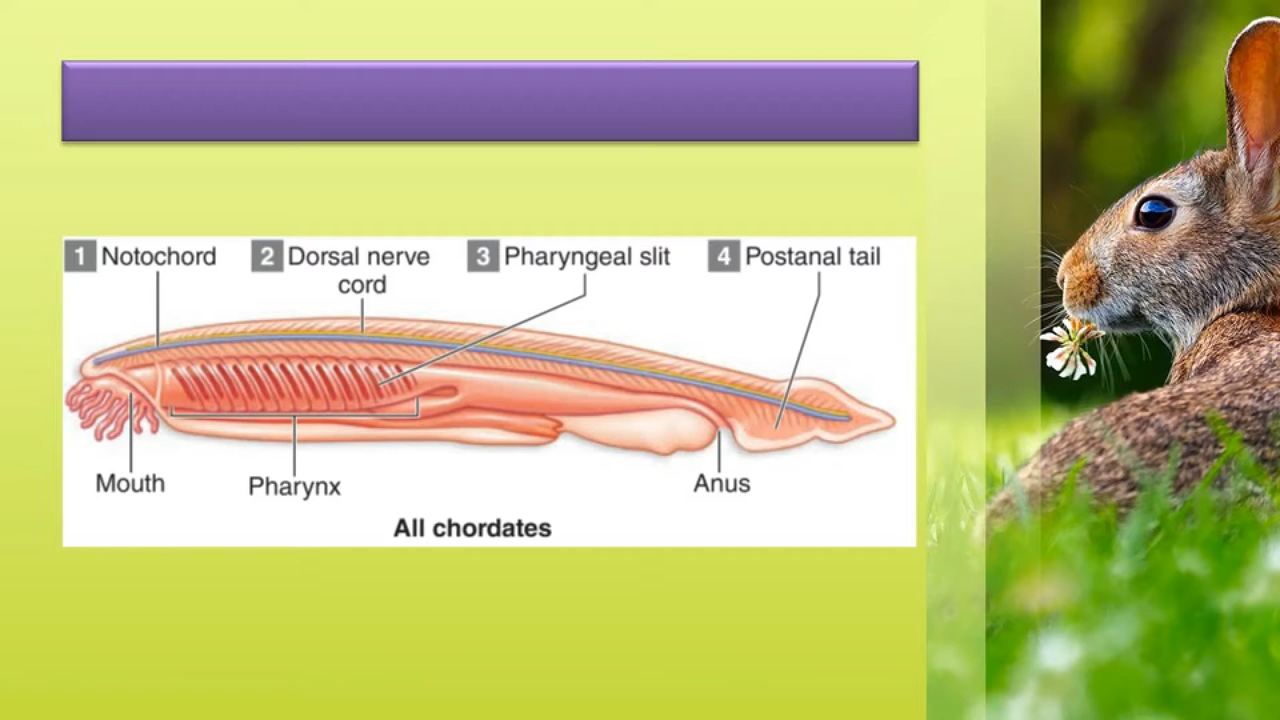 1 Notochord
2 Dorsal nerve
cord
3 Pharyngeal slit
4 Postanal tail
Mouth
Pharynx
Anus
All chordates